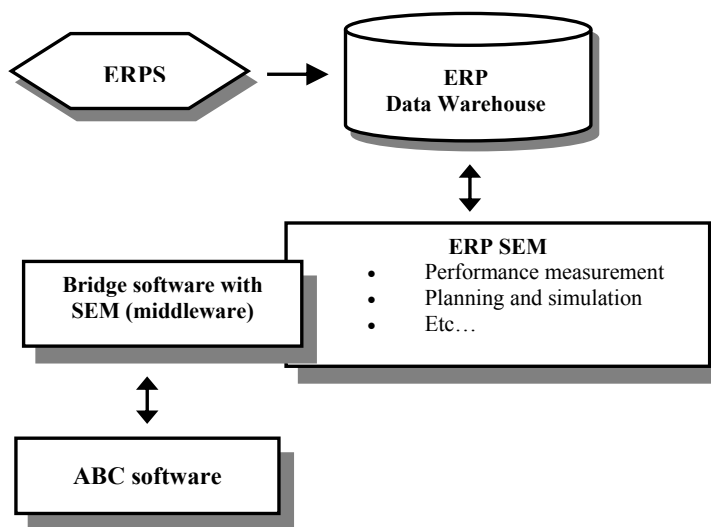 ERPS
ERP
Data Warehouse
ERP SEM
• Performance measurement
• Planning and simulation
• Etc…
Bridge software with
SEM (middleware)
ABC software